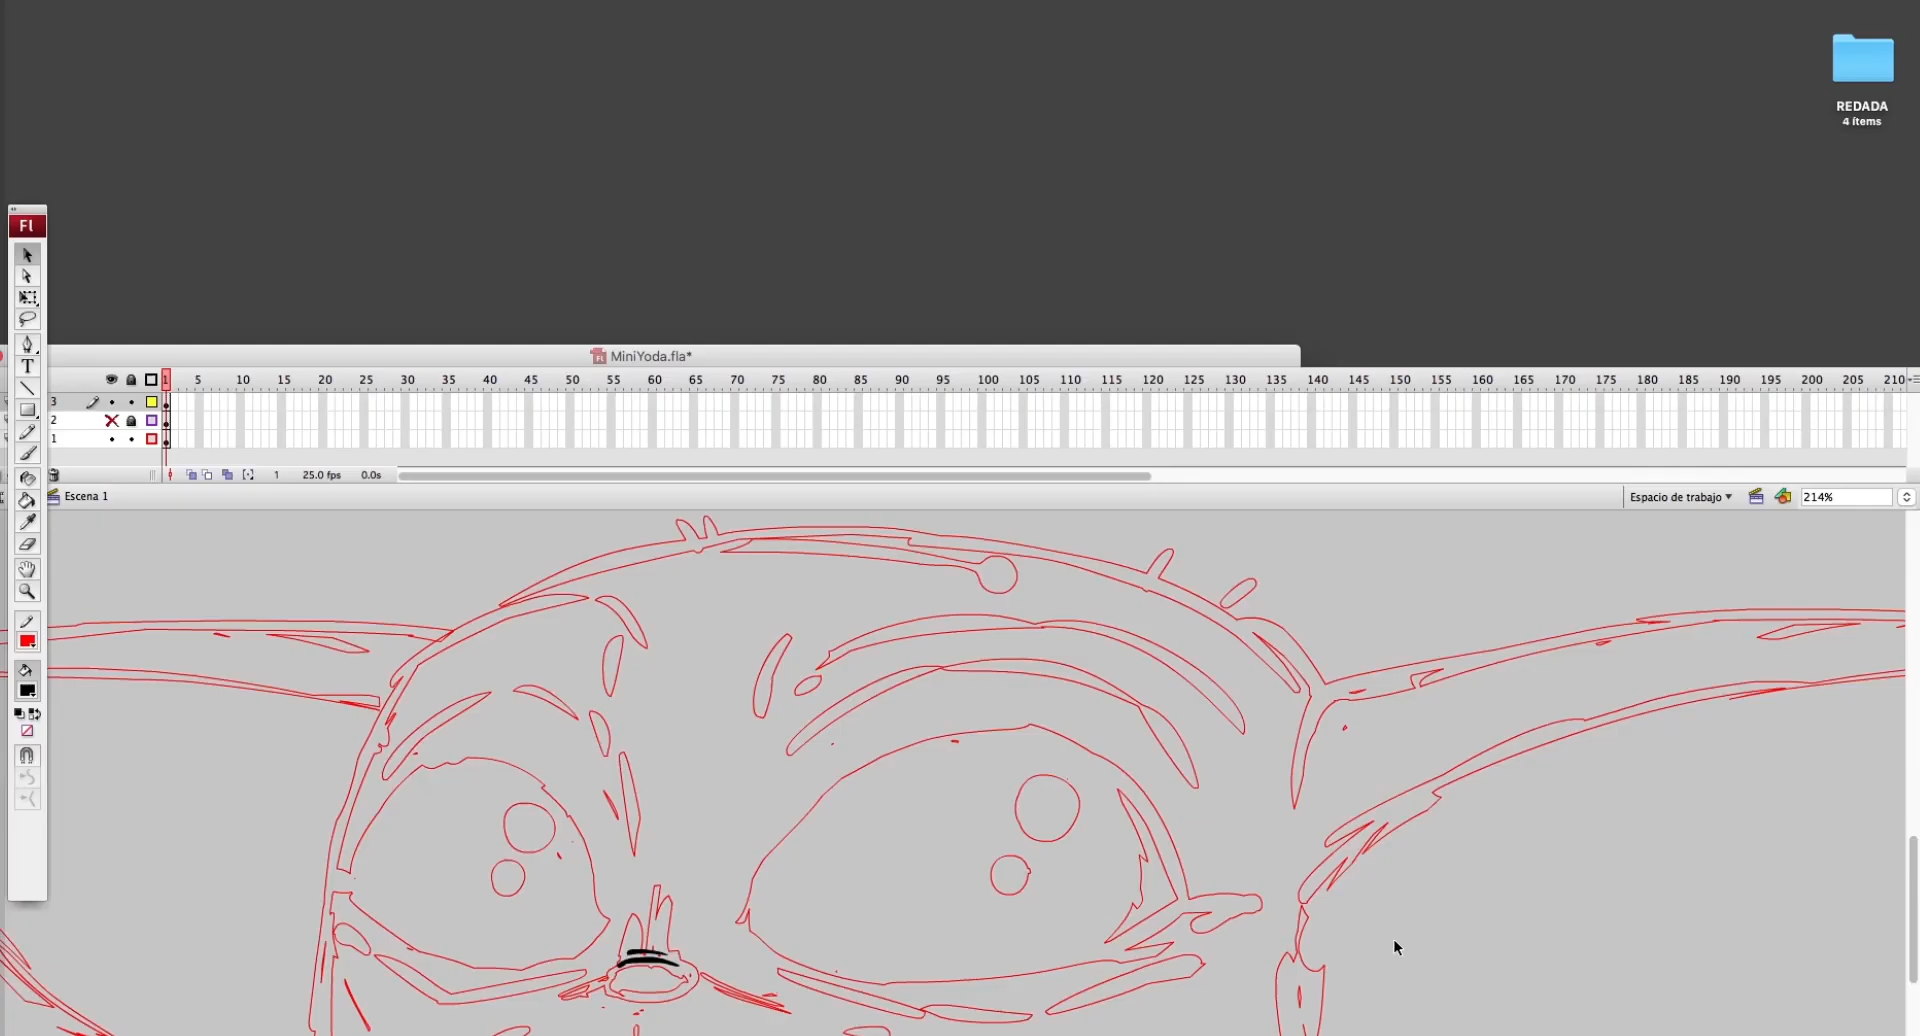 REDADA
4 ítems
Fl
MiniYoda.fla*
1 5 10 15 20 25 30 35 40 45 50 55 60 65 70 75 80 85 90 95 100 105 110 115 120 125 130 135 140 145 150 155 160 165 170 175 180 185 190 195 200 205 210
3
2
1
T
1 25.0 fps 0.0s
Escena 1
Espacio de trabajo
214%